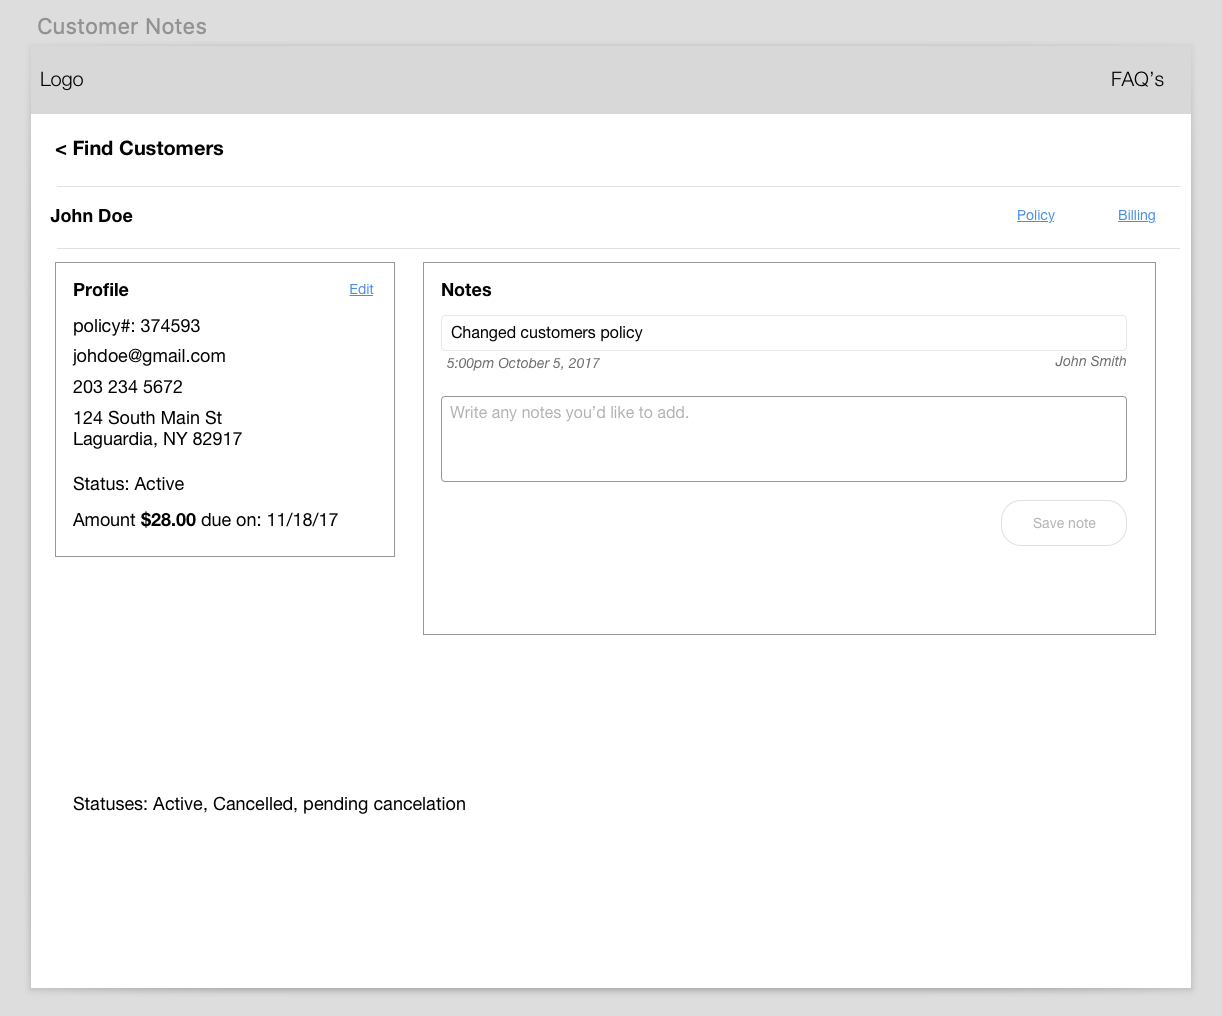 Customer Notes
Logo
FAQ’s
< Find Customers
John Doe
Policy
Billing
Profile
Edit
policy#: 374593
johdoe@gmail.com
203 234 5672
124 South Main St
Laguardia, NY 82917
Status: Active
Amount $28.00 due on: 11/18/17
Notes
Changed customers policy
5:00pm October 5, 2017
John Smith
Write any notes you’d like to add.
Save note
Statuses: Active, Cancelled, pending cancelation